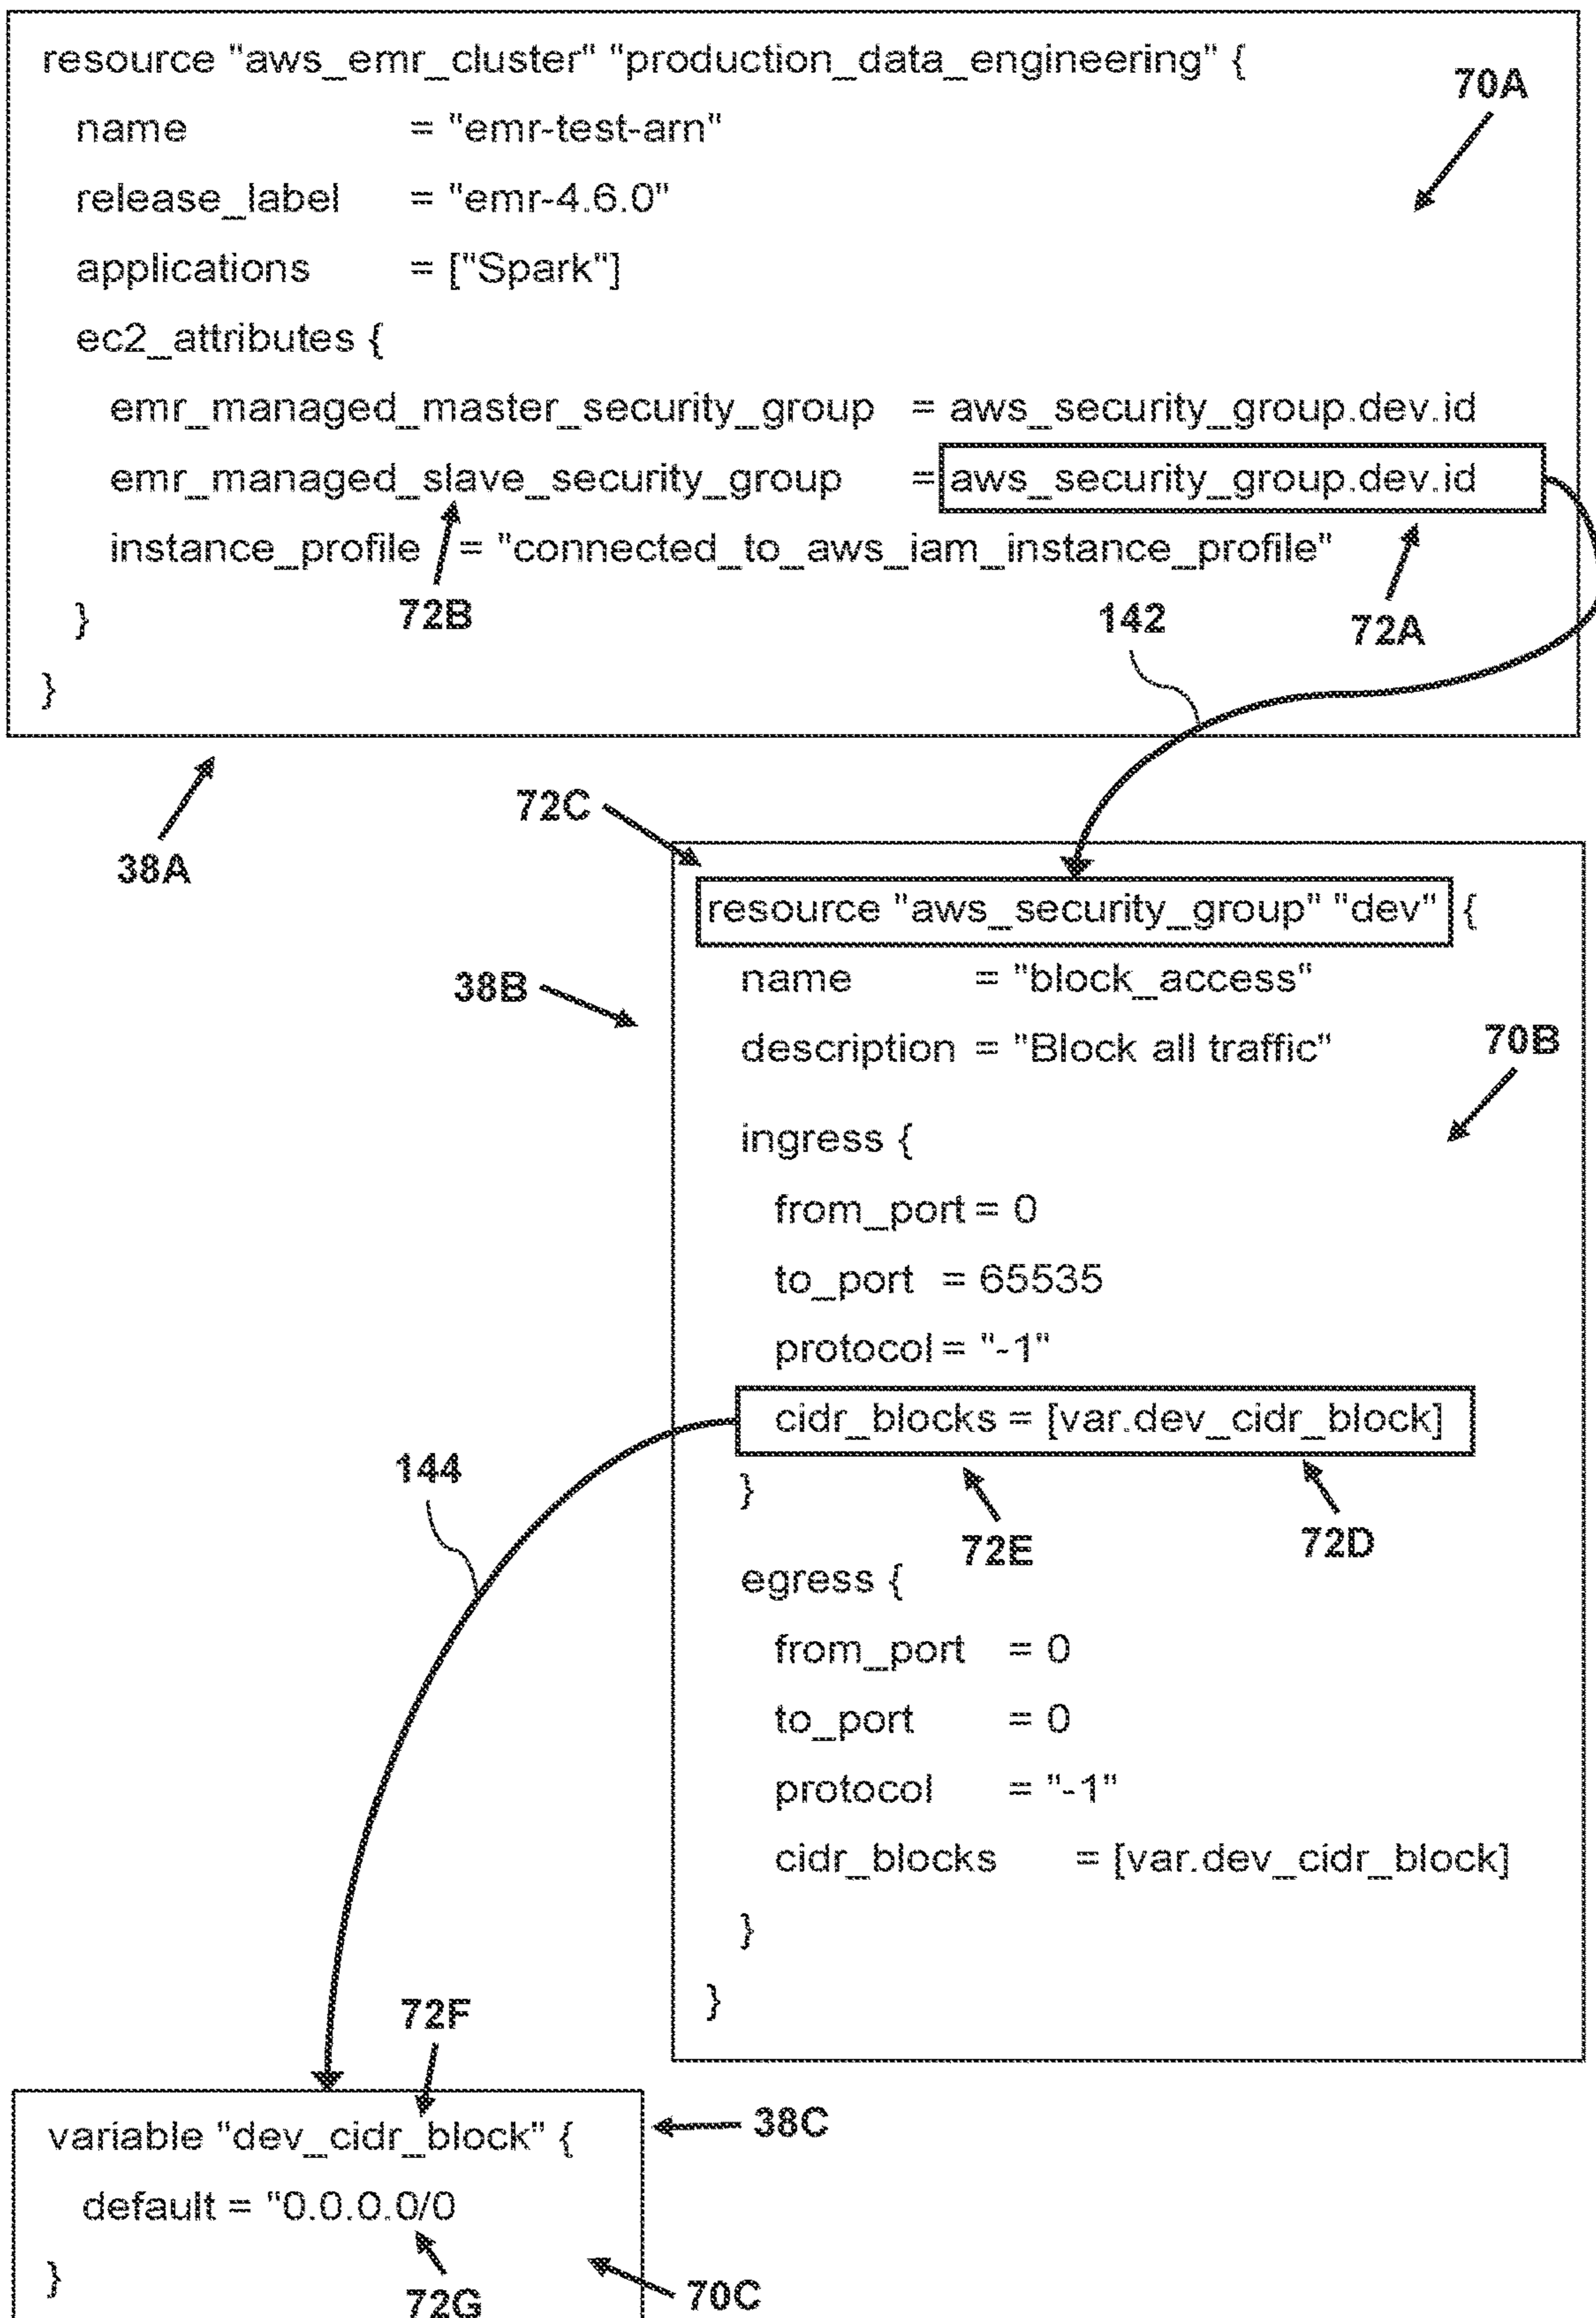 resource "aws_emr_cluster" "production_data_engineering" {
70A
name = "emr-test-arn"
release_label = "emr-4.6.0"
applications = ["Spark"]
ec2_attributes {
emr_managed_master_security_group = aws_security_group.dev.id
emr_managed_slave_security_group = aws_security_group.dev.id
instance_profile = "connected_to_aws_iam_instance_profile"
}
72B
142
72A
}
38A
72C
resource "aws_security_group" "dev" {
38B
name = "block_access"
description = "Block all traffic"
70B
ingress {
from_port = 0
to_port = 65535
protocol = "-1"
cidr_blocks = [var.dev_cidr_block]
144
}
72E
72D
egress {
from_port = 0
to_port = 0
protocol = "-1"
cidr_blocks = [var.dev_cidr_block]
}
}
72F
variable "dev_cidr_block" {
38C
default = "0.0.0.0/0
}
72G
70C